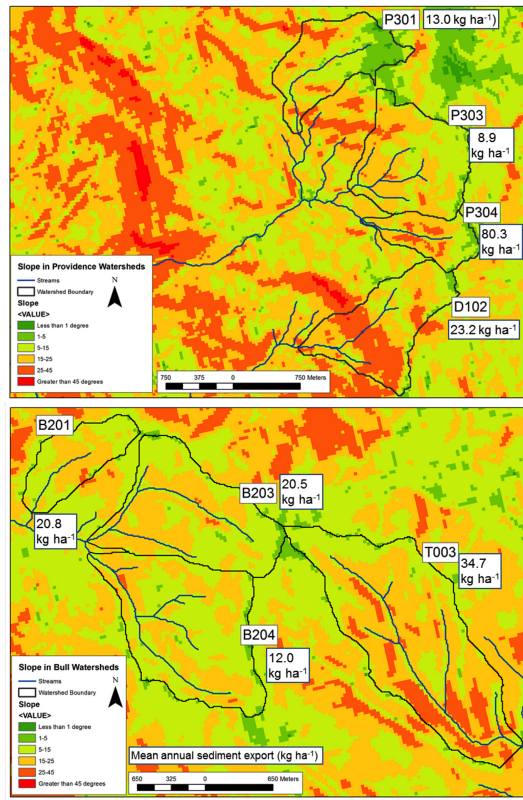 P301
13.0 kg ha-1)
P303
8.9
kg ha-1
P304
80.3
kg ha-1
D102
23.2 kg ha-1
Slope in Providence Watersheds
N
Streams
Watershed Boundary
Slope
<VALUE>
Less than 1 degree
1-5
5-15
15-25
25-45
Greater than 45 degrees
750 375 0 750 Meters
B201
B203
20.5
kg ha-1
20.8
kg ha-1
T003
34.7
kg ha-1
B204
12.0
kg ha-1
Slope in Bull Watersheds
N
Streams
Watershed Boundary
Slope
<VALUE>
Less than 1 degree
1-5
5-15
15-25
25-45
Greater than 45 degrees
Mean annual sediment export (kg ha-1)
650 325 0 650 Meters